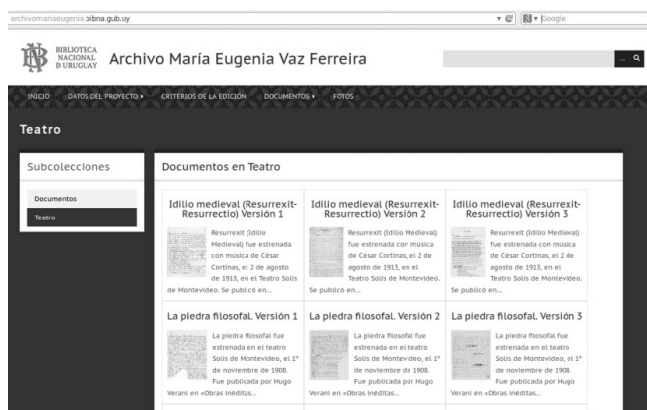 archivomariaeugenia.bibna.gub.uy
Google
BIBLIOTECA
NACIONAL
D URUGUAY
Archivo María Eugenia Vaz Ferreira
...
INICIO DATOS DEL PROYECTO CRITERIOS DE LA EDICIÓN DOCUMENTOS FOTOS
Teatro
Subcolecciones
Documentos
Teatro
Documentos en Teatro
Idilio medieval (Resurrexit-
Resurrectio) Versión 1
Resurrexit (Idilio
Medieval) fue estrenada
con música de César
Cortinas, el 2 de agosto
de 1913, en el Teatro Solís
de Montevideo. Se publicó en...
Idilio medieval (Resurrexit-
Resurrectio) Versión 2
Resurrexit (Idilio Medieval)
fue estrenada con música
de César Cortinas, el 2 de
agosto de 1913, en el
Teatro Solís de Montevideo.
Se publicó en...
Idilio medieval (Resurrexit-
Resurrectio) Versión 3
Resurrexit (Idilio Medieval)
fue estrenada con música
de César Cortinas, el 2 de
agosto de 1913, en el
Teatro Solís de Montevideo.
Se publicó en...
La piedra filosofal. Versión 1
La piedra filosofal fue
estrenada en el teatro
Solís de Montevideo, el 1º
de noviembre de 1908.
Fue publicada por Hugo
Verani en «Obras inéditas...
La piedra filosofal. Versión 2
La piedra filosofal fue
estrenada en el teatro
Solís de Montevideo, el 1º
de noviembre de 1908.
Fue publicada por Hugo
Verani en «Obras inéditas...
La piedra filosofal. Versión 3
La piedra filosofal fue
estrenada en el teatro
Solís de Montevideo, el 1º
de noviembre de 1908.
Fue publicada por Hugo
Verani en «Obras inéditas...